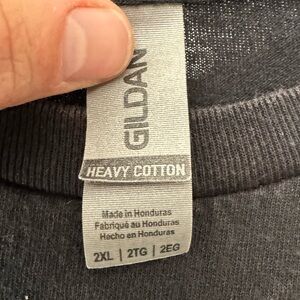 GILDAN
HEAVY COTTON
Made in Honduras
Fabriqué au Honduras
Hecho en Honduras
2XL | 2TG | 2EG